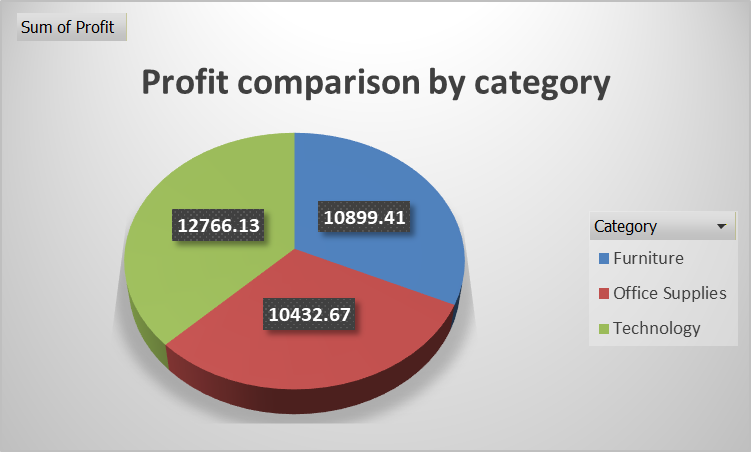 Sum of Profit
Profit comparison by category
12766.13
10899.41
10432.67
Category
Furniture
Office Supplies
Technology